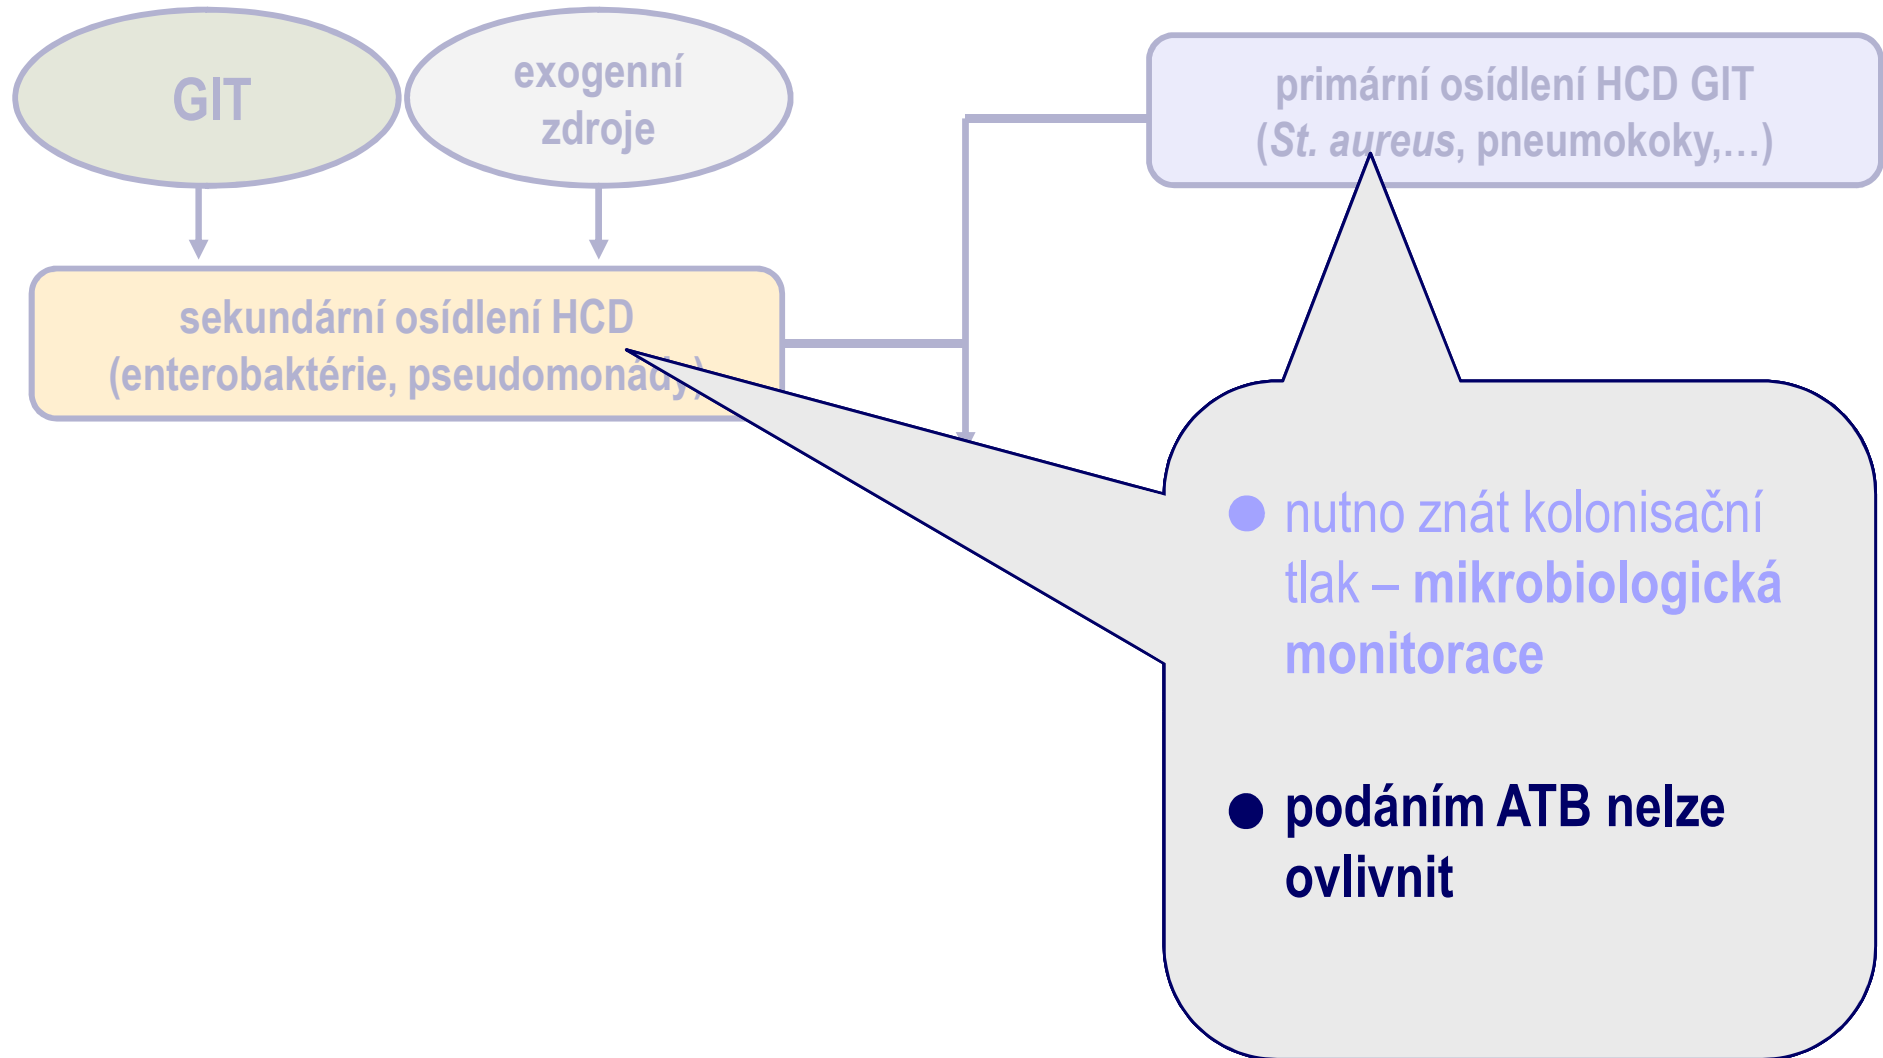 GIT
exogenní
zdroje
primární osídlení HCD GIT
(St. aureus, pneumokoky,…)
sekundární osídlení HCD
(enterobaktérie, pseudomonády)
● nutno znát kolonisační
tlak – mikrobiologická
monitorace
● podáním ATB nelze
ovlivnit